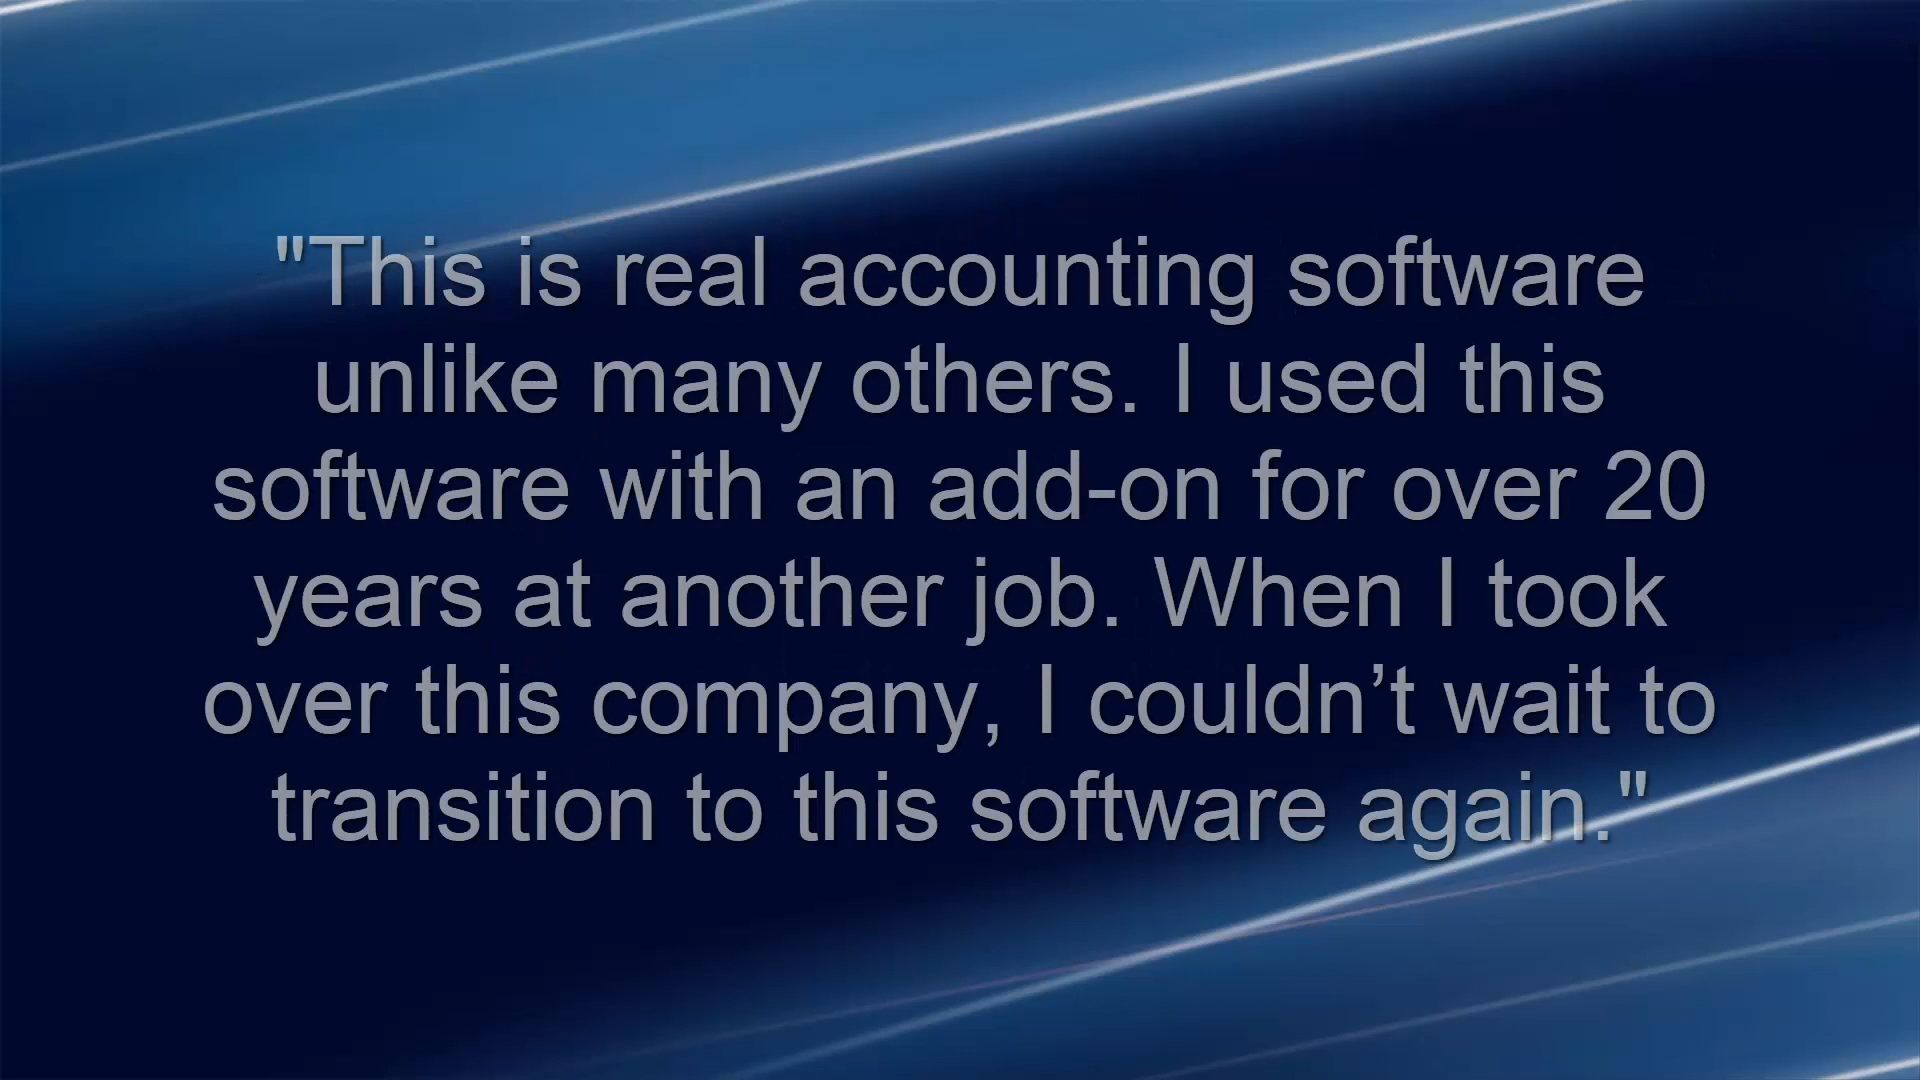 "This is real accounting software
unlike many others. I used this
software with an add-on for over 20
years at another job. When I took
over this company, I couldn’t wait to
transition to this software again."